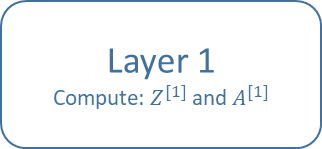 Layer 1
Compute: Z^[1] and A^[1]